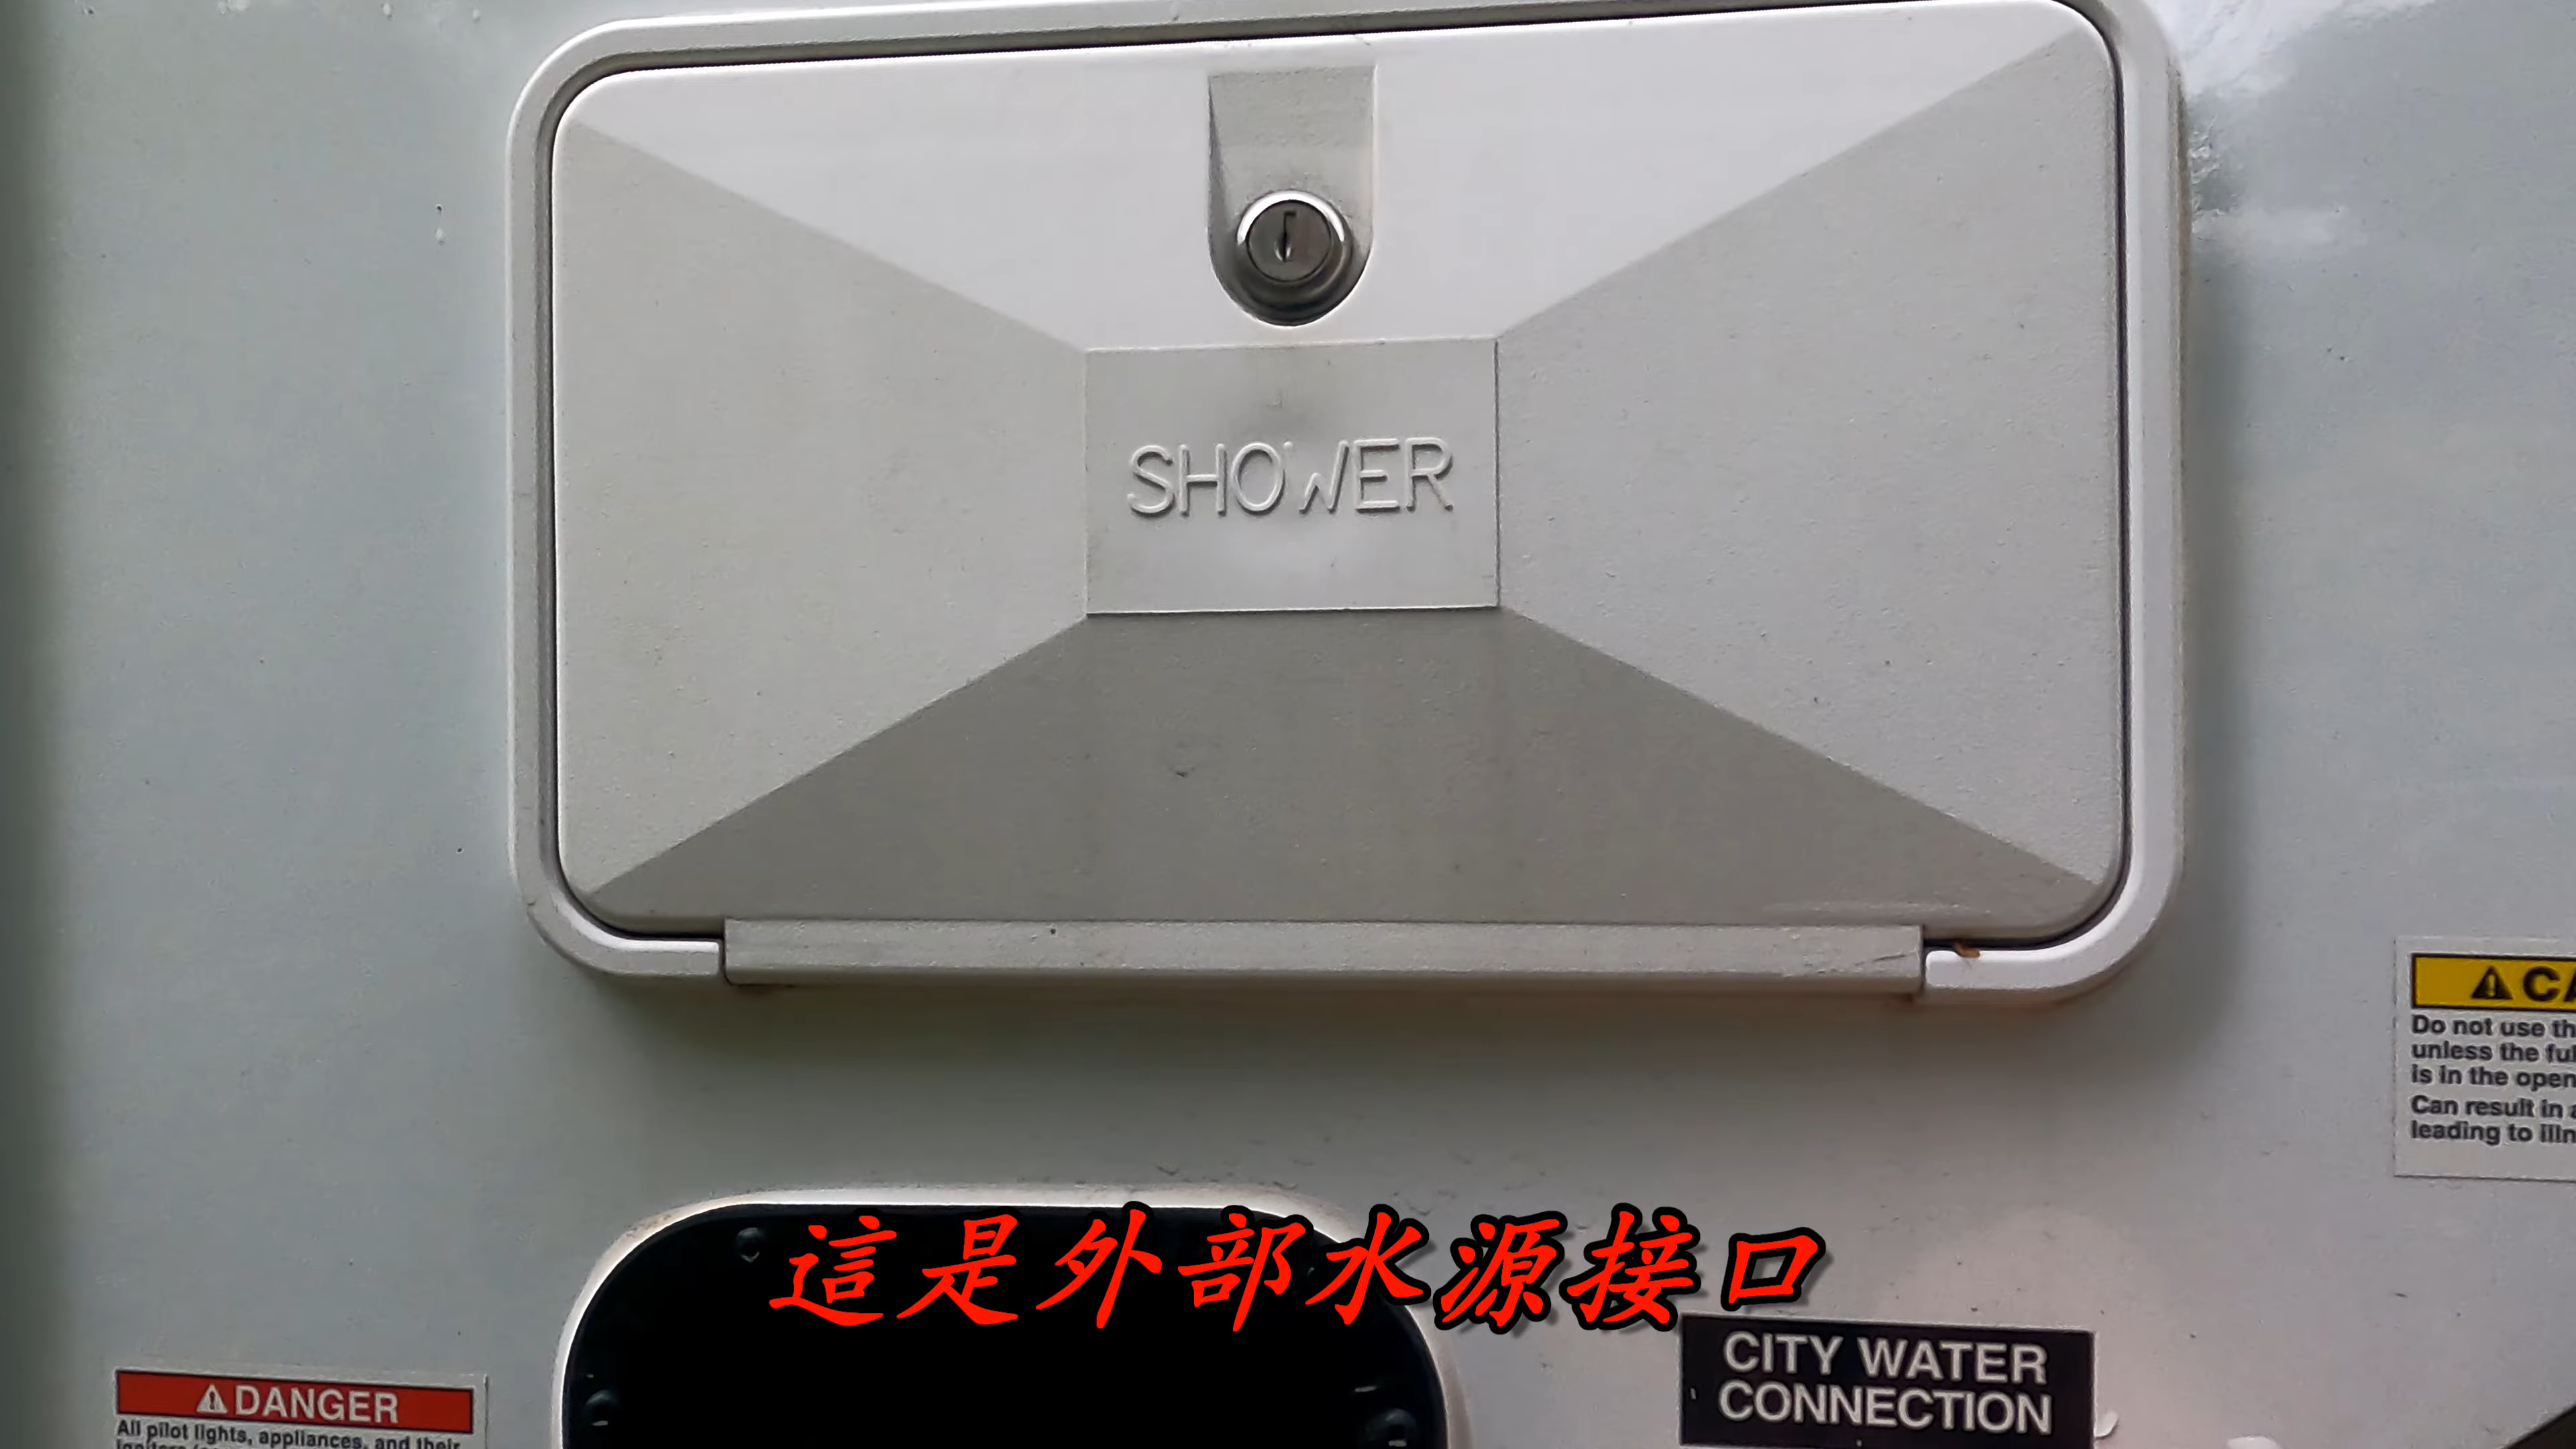 SHOWER
CA
Do not use th
unless the ful
is in the open
Can result in a
leading to illn
這是外部水源接口
CITY WATER
CONNECTION
DANGER
All pilot lights, appliances, and their